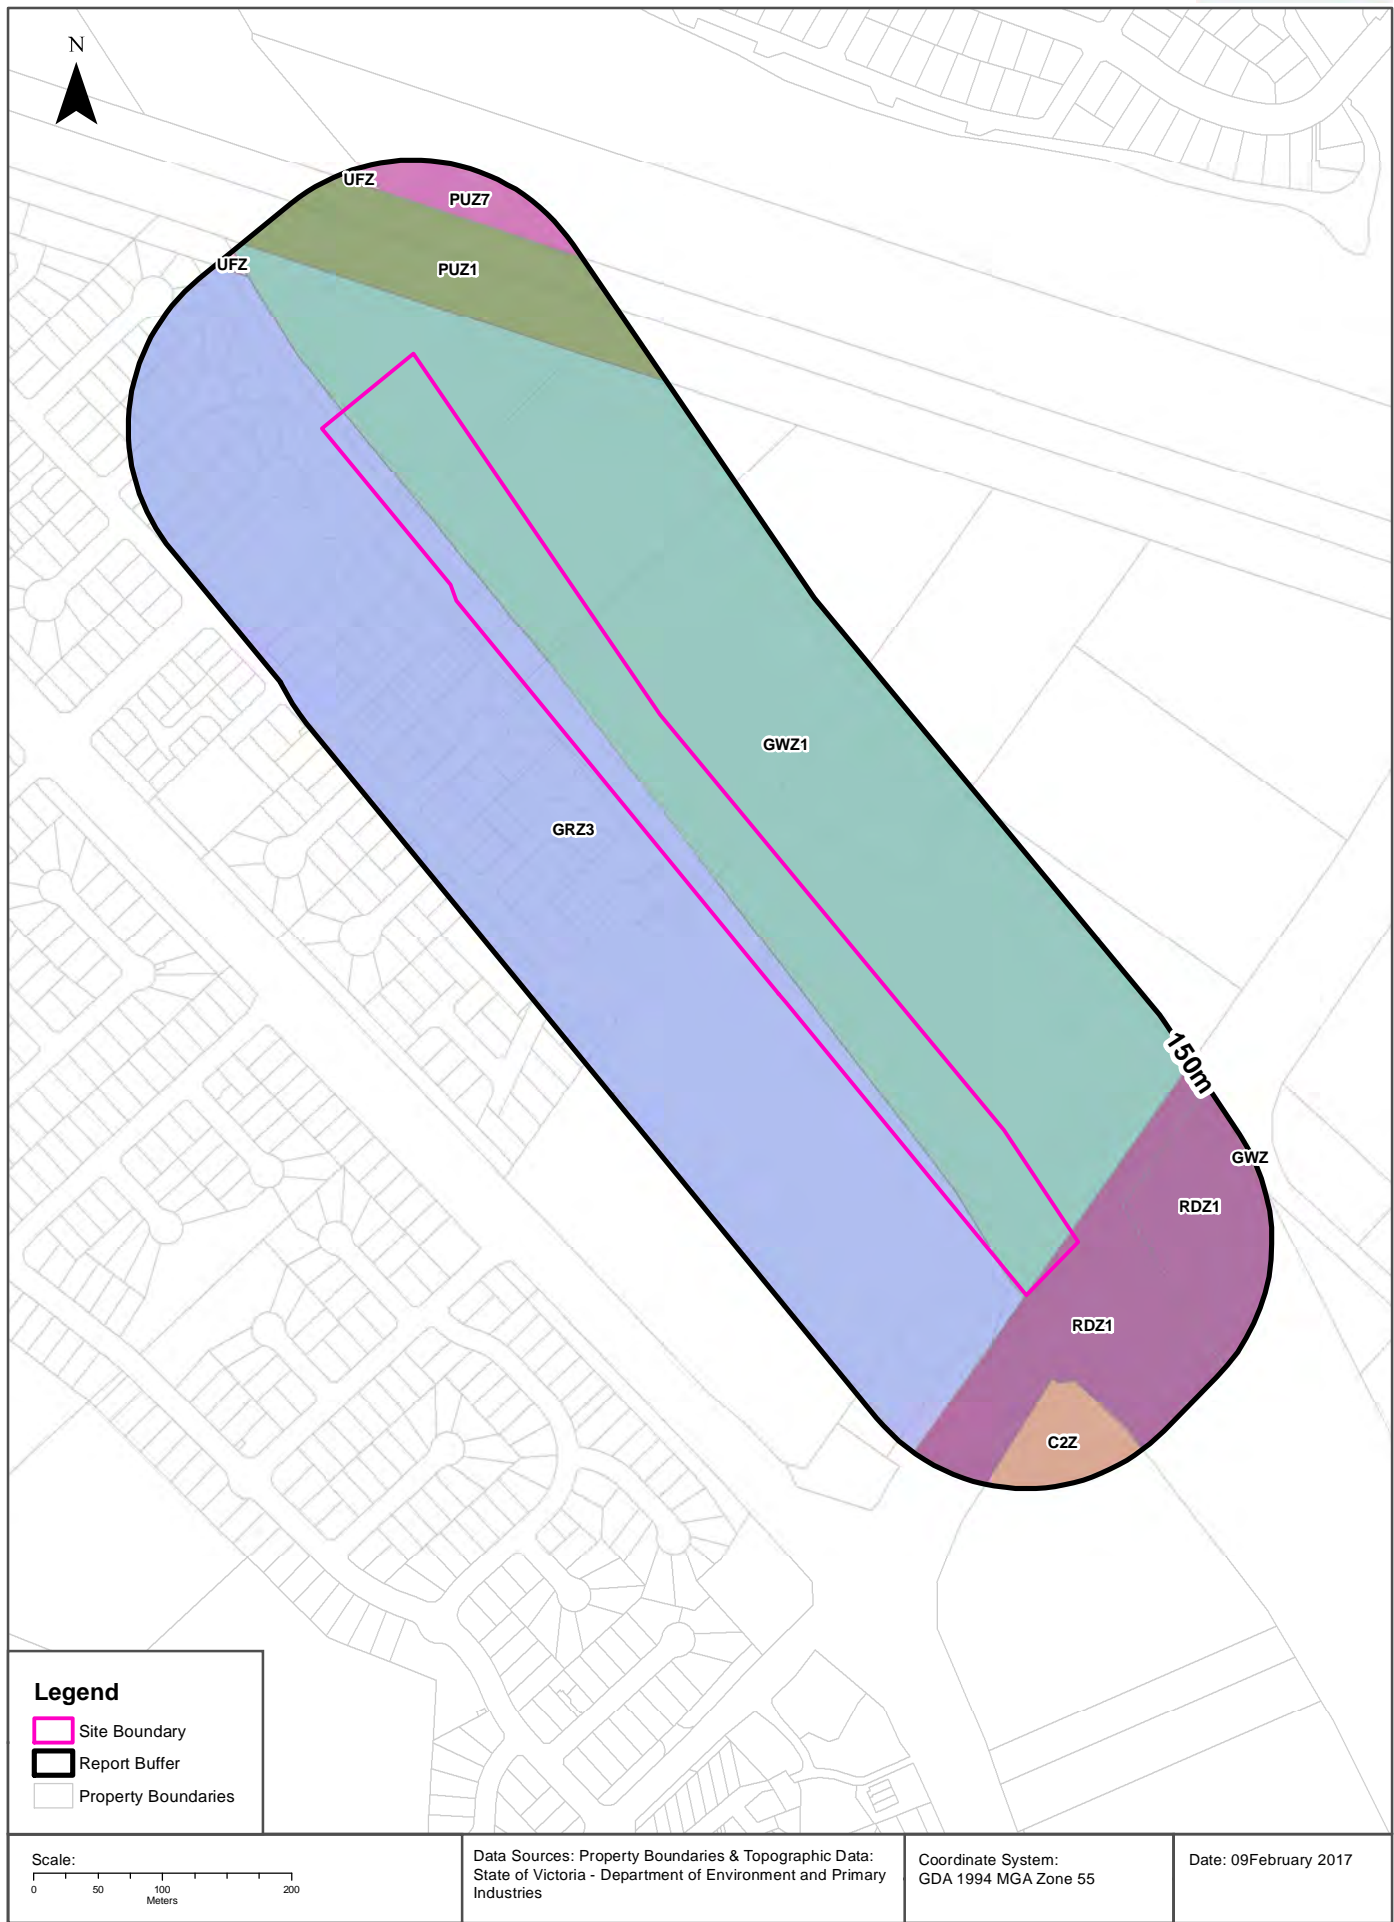 N
UFZ
PUZ7
UFZ
PUZ1
GWZ1
GRZ3
150m
GWZ
RDZ1
RDZ1
C2Z
Legend
Site Boundary
Report Buffer
Property Boundaries
Scale:
0 50 100 200
Meters
Data Sources: Property Boundaries & Topographic Data:
State of Victoria - Department of Environment and Primary
Industries
Coordinate System:
GDA 1994 MGA Zone 55
Date: 09February 2017